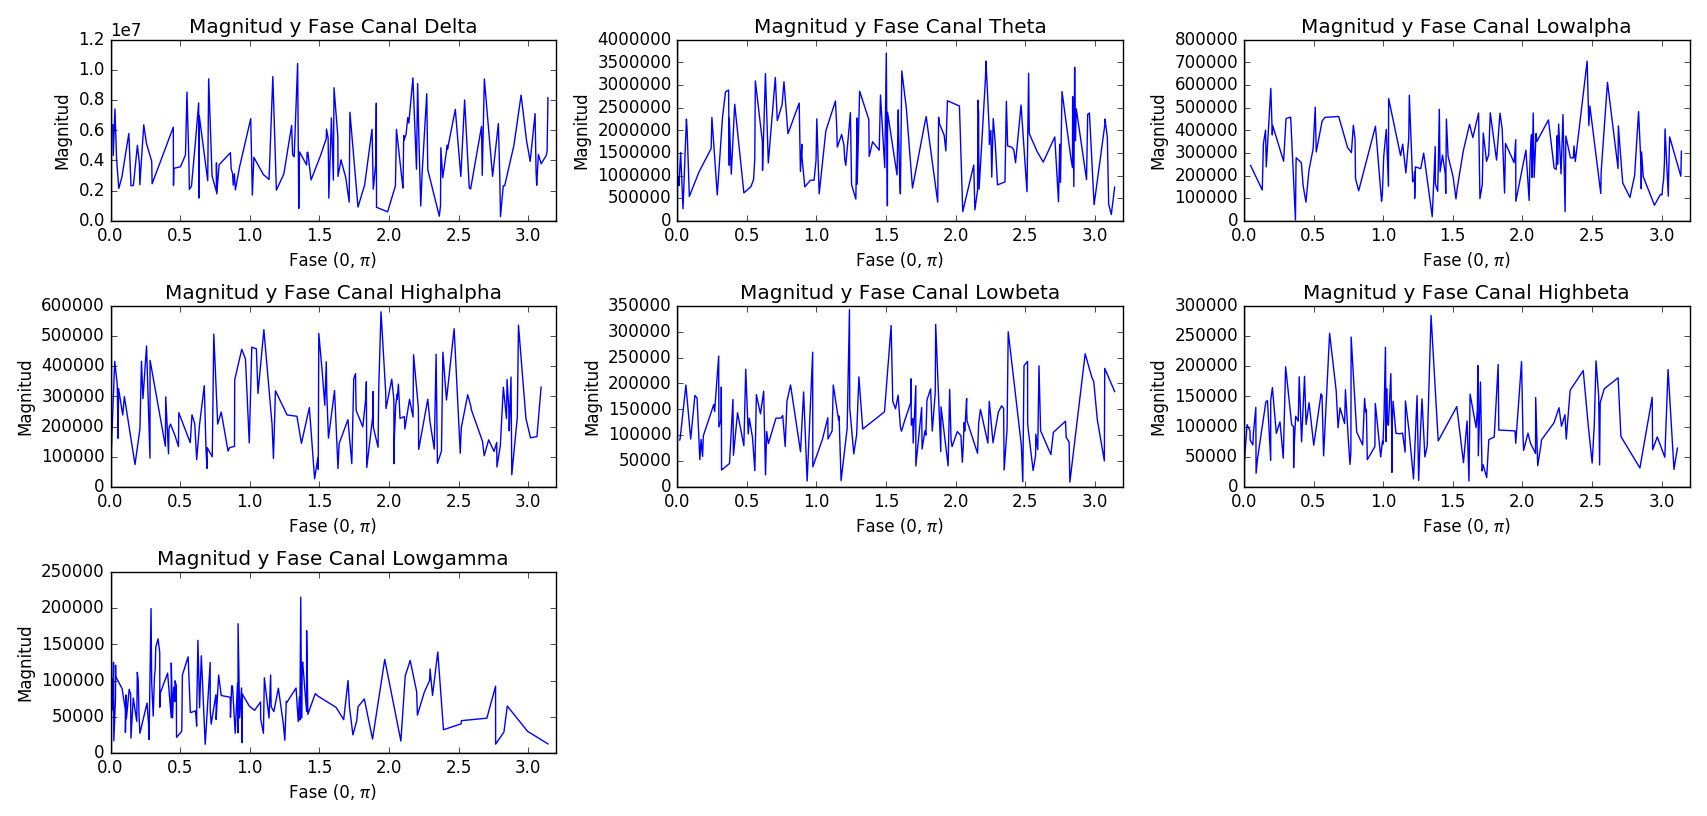 Magnitud y Fase Canal Delta
1e7
1.2
1.0
0.8
0.6
0.4
0.2
0.0
Magnitud
0.0 0.5 1.0 1.5 2.0 2.5 3.0
Fase (0, π)
Magnitud y Fase Canal Theta
4000000
3500000
3000000
2500000
2000000
1500000
1000000
500000
0
Magnitud
0.0 0.5 1.0 1.5 2.0 2.5 3.0
Fase (0, π)
Magnitud y Fase Canal Lowalpha
800000
700000
600000
500000
400000
300000
200000
100000
0
Magnitud
0.0 0.5 1.0 1.5 2.0 2.5 3.0
Fase (0, π)
Magnitud y Fase Canal Highalpha
600000
500000
400000
300000
200000
100000
0
Magnitud
0.0 0.5 1.0 1.5 2.0 2.5 3.0
Fase (0, π)
Magnitud y Fase Canal Lowbeta
350000
300000
250000
200000
150000
100000
50000
0
Magnitud
0.0 0.5 1.0 1.5 2.0 2.5 3.0
Fase (0, π)
Magnitud y Fase Canal Highbeta
300000
250000
200000
150000
100000
50000
0
Magnitud
0.0 0.5 1.0 1.5 2.0 2.5 3.0
Fase (0, π)
Magnitud y Fase Canal Lowgamma
250000
200000
150000
100000
50000
0
Magnitud
0.0 0.5 1.0 1.5 2.0 2.5 3.0
Fase (0, π)